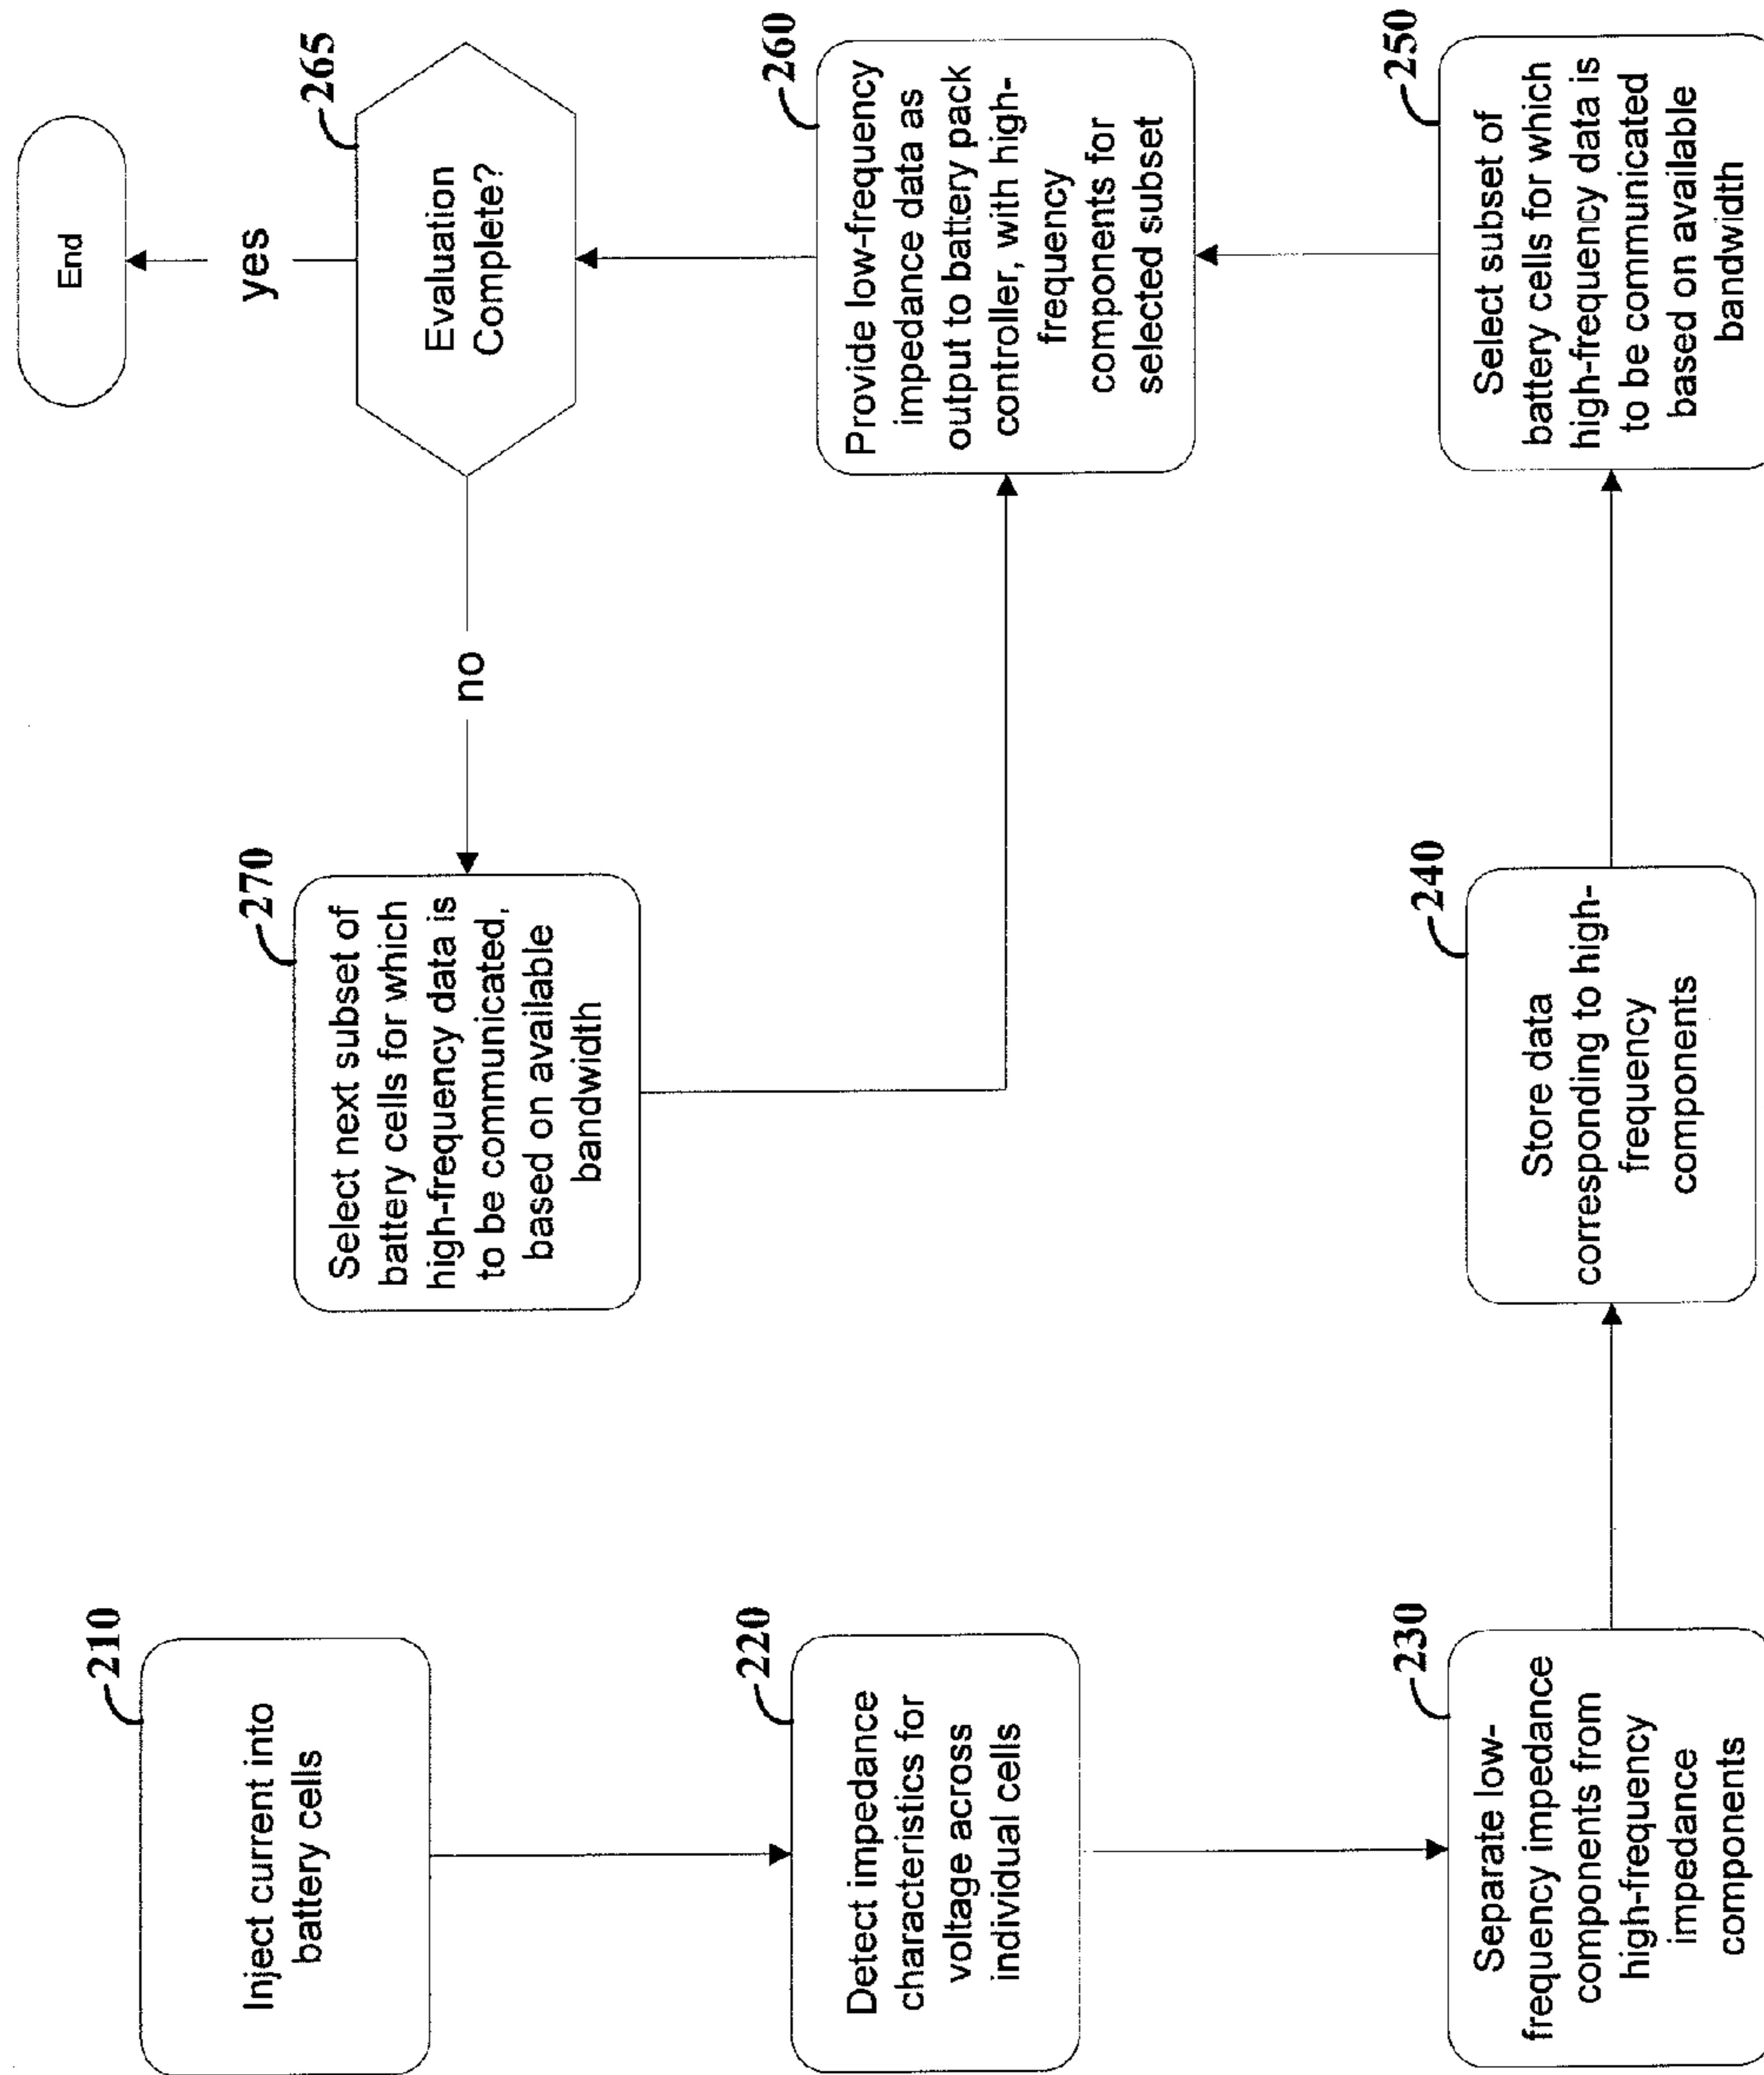 210
Inject current into
battery cells
220
Detect impedance
characteristics for
voltage across
individual cells
230
Separate low-
frequency impedance
components from
high-frequency
impedance
components
240
Store data
corresponding to high-
frequency
components
250
Select subset of
battery cells for which
high-frequency data is
to be communicated
based on available
bandwidth
260
Provide low-frequency
impedance data as
output to battery pack
controller, with high-
frequency
components for
selected subset
265
Evaluation
Complete?
yes
End
no
270
Select next subset of
battery cells for which
high-frequency data is
to be communicated,
based on available
bandwidth